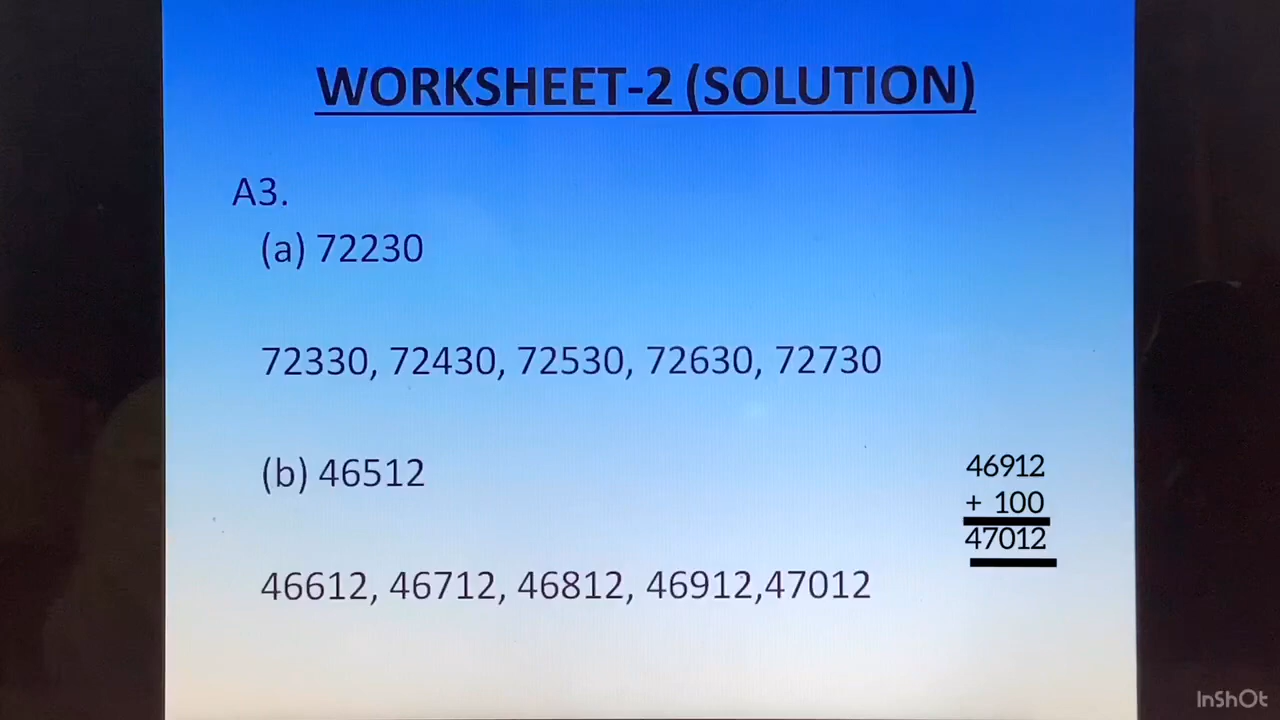 WORKSHEET-2 (SOLUTION)
A3.
(a) 72230
72330, 72430, 72530, 72630, 72730
(b) 46512
46612, 46712, 46812, 46912,47012
46912
+ 100
47012
InShOt